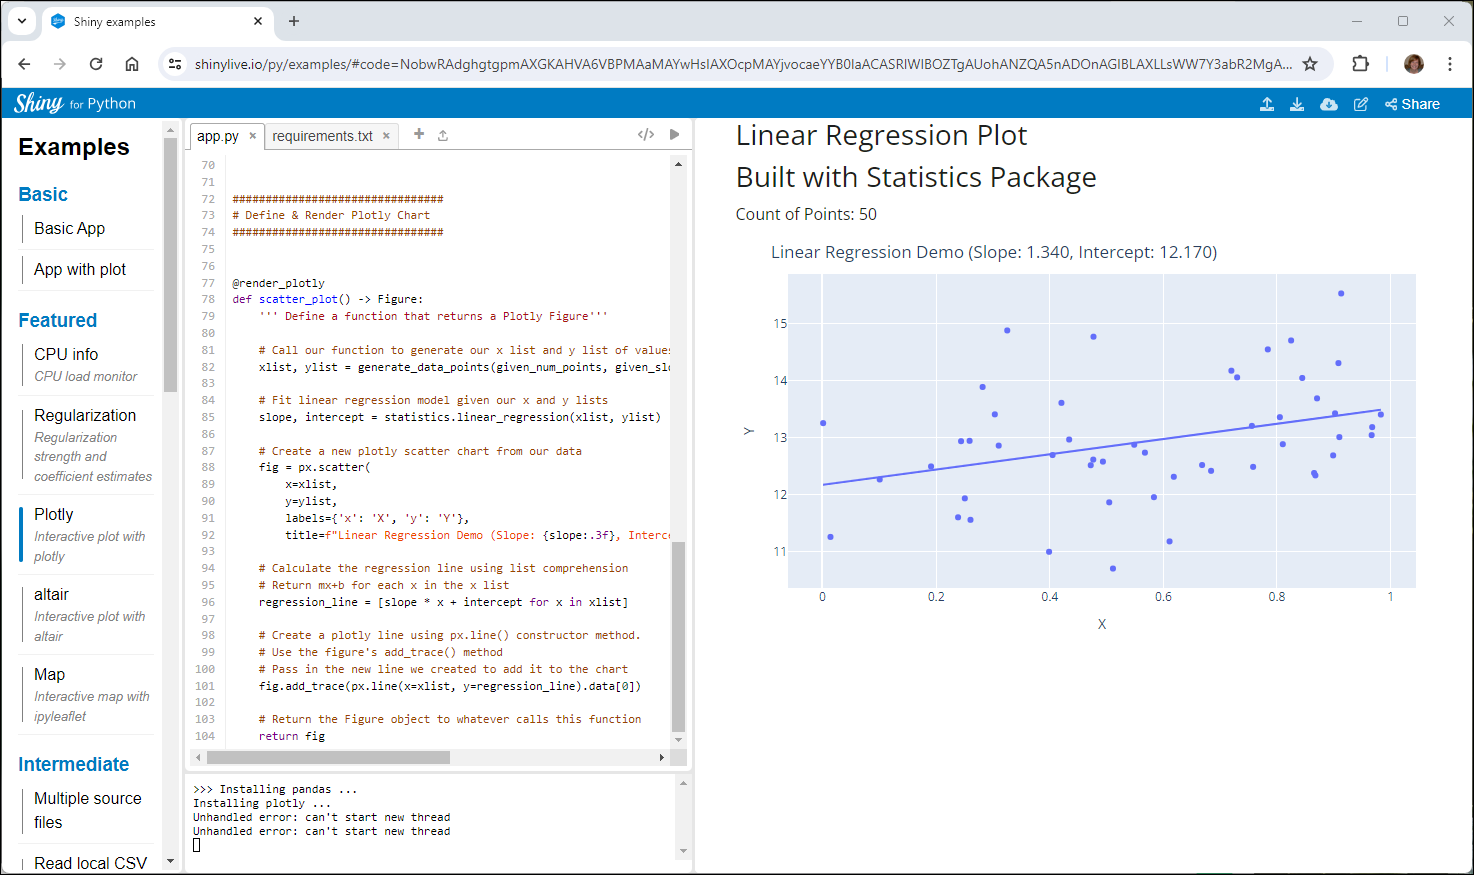 Shiny examples
shinylive.io/py/examples/#code=NobwRAdghgtgpmAXGKAHVA6VBPMAaMAYwHsIAXOcpMAYjvocaeYYB0IaACASRIWIBOZTgAUohANZQA5nADOnAGIBLAXLLsWW7Y3abR2MgA...
Shiny for Python
Share
Examples
Basic
Basic App
App with plot
Featured
CPU info
CPU load monitor
Regularization
Regularization
strength and
coefficient estimates
Plotly
Interactive plot with
plotly
altair
Interactive plot with
altair
Map
Interactive map with
ipyleaflet
Intermediate
Multiple source
files
Read local CSV
app.py
requirements.txt
70
71
72 ################################
73 # Define & Render Plotly Chart
74 ################################
75
76
77 @render_plotly
78 def scatter_plot() -> Figure:
79     ''' Define a function that returns a Plotly Figure'''
80
81     # Call our function to generate our x list and y list of values
82     xlist, ylist = generate_data_points(given_num_points, given_slo
83
84     # Fit linear regression model given our x and y lists
85     slope, intercept = statistics.linear_regression(xlist, ylist)
86
87     # Create a new plotly scatter chart from our data
88     fig = px.scatter(
89         x=xlist,
90         y=ylist,
91         labels={'x': 'X', 'y': 'Y'},
92         title=f"Linear Regression Demo (Slope: {slope:.3f}, Interce
93
94     # Calculate the regression line using list comprehension
95     # Return mx+b for each x in the x list
96     regression_line = [slope * x + intercept for x in xlist]
97
98     # Create a plotly line using px.line() constructor method.
99     # Use the figure's add_trace() method
100     # Pass in the new line we created to add it to the chart
101     fig.add_trace(px.line(x=xlist, y=regression_line).data[0])
102
103     # Return the Figure object to whatever calls this function
104     return fig
>>> Installing pandas ...
Installing plotly ...
Unhandled error: can't start new thread
Unhandled error: can't start new thread
Linear Regression Plot
Built with Statistics Package
Count of Points: 50
Linear Regression Demo (Slope: 1.340, Intercept: 12.170)
15
14
13
12
11
Y
0 0.2 0.4 0.6 0.8 1
X